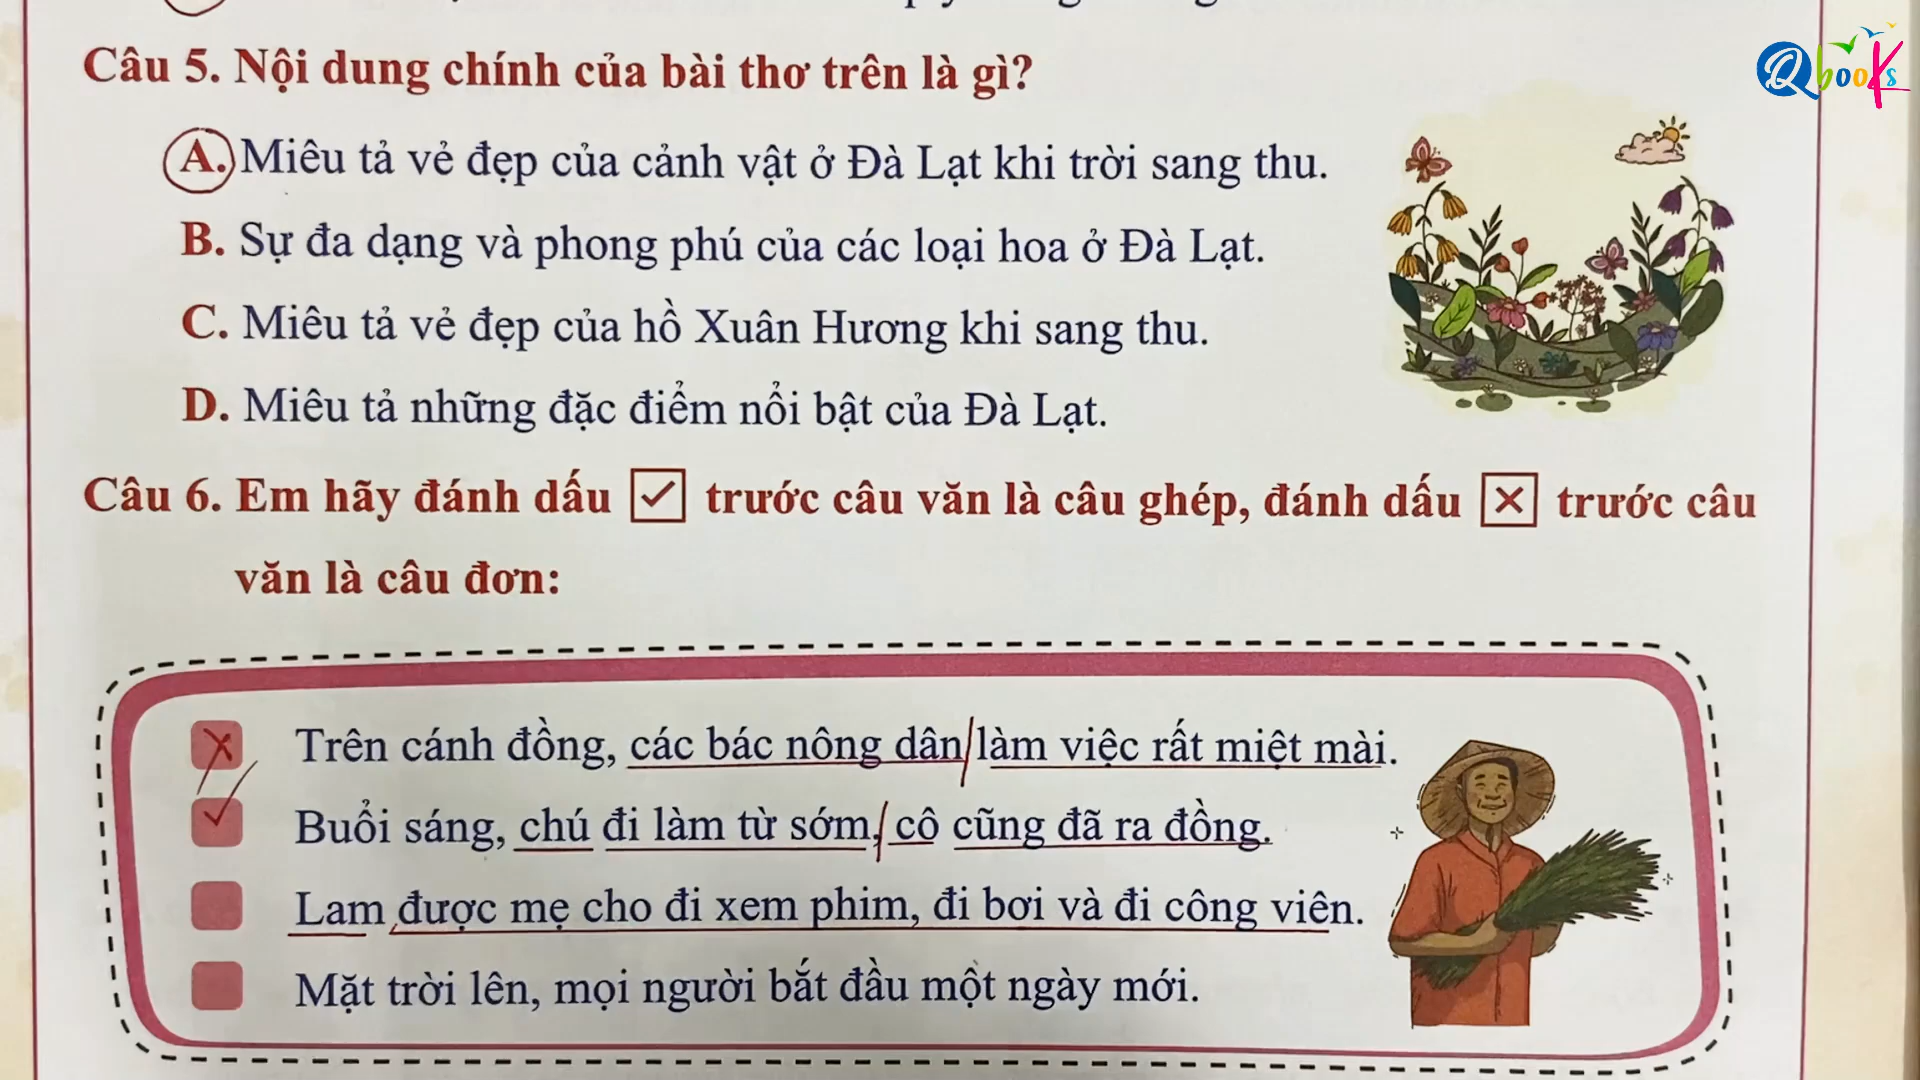 Qbooks
Câu 5. Nội dung chính của bài thơ trên là gì?
A. Miêu tả vẻ đẹp của cảnh vật ở Đà Lạt khi trời sang thu.
B. Sự đa dạng và phong phú của các loại hoa ở Đà Lạt.
C. Miêu tả vẻ đẹp của hồ Xuân Hương khi sang thu.
D. Miêu tả những đặc điểm nổi bật của Đà Lạt.
Câu 6. Em hãy đánh dấu ✓ trước câu văn là câu ghép, đánh dấu × trước câu
văn là câu đơn:
Trên cánh đồng, các bác nông dân/làm việc rất miệt mài.
Buổi sáng, chú đi làm từ sớm,/cô cũng đã ra đồng.
Lam được mẹ cho đi xem phim, đi bơi và đi công viên.
Mặt trời lên, mọi người bắt đầu một ngày mới.